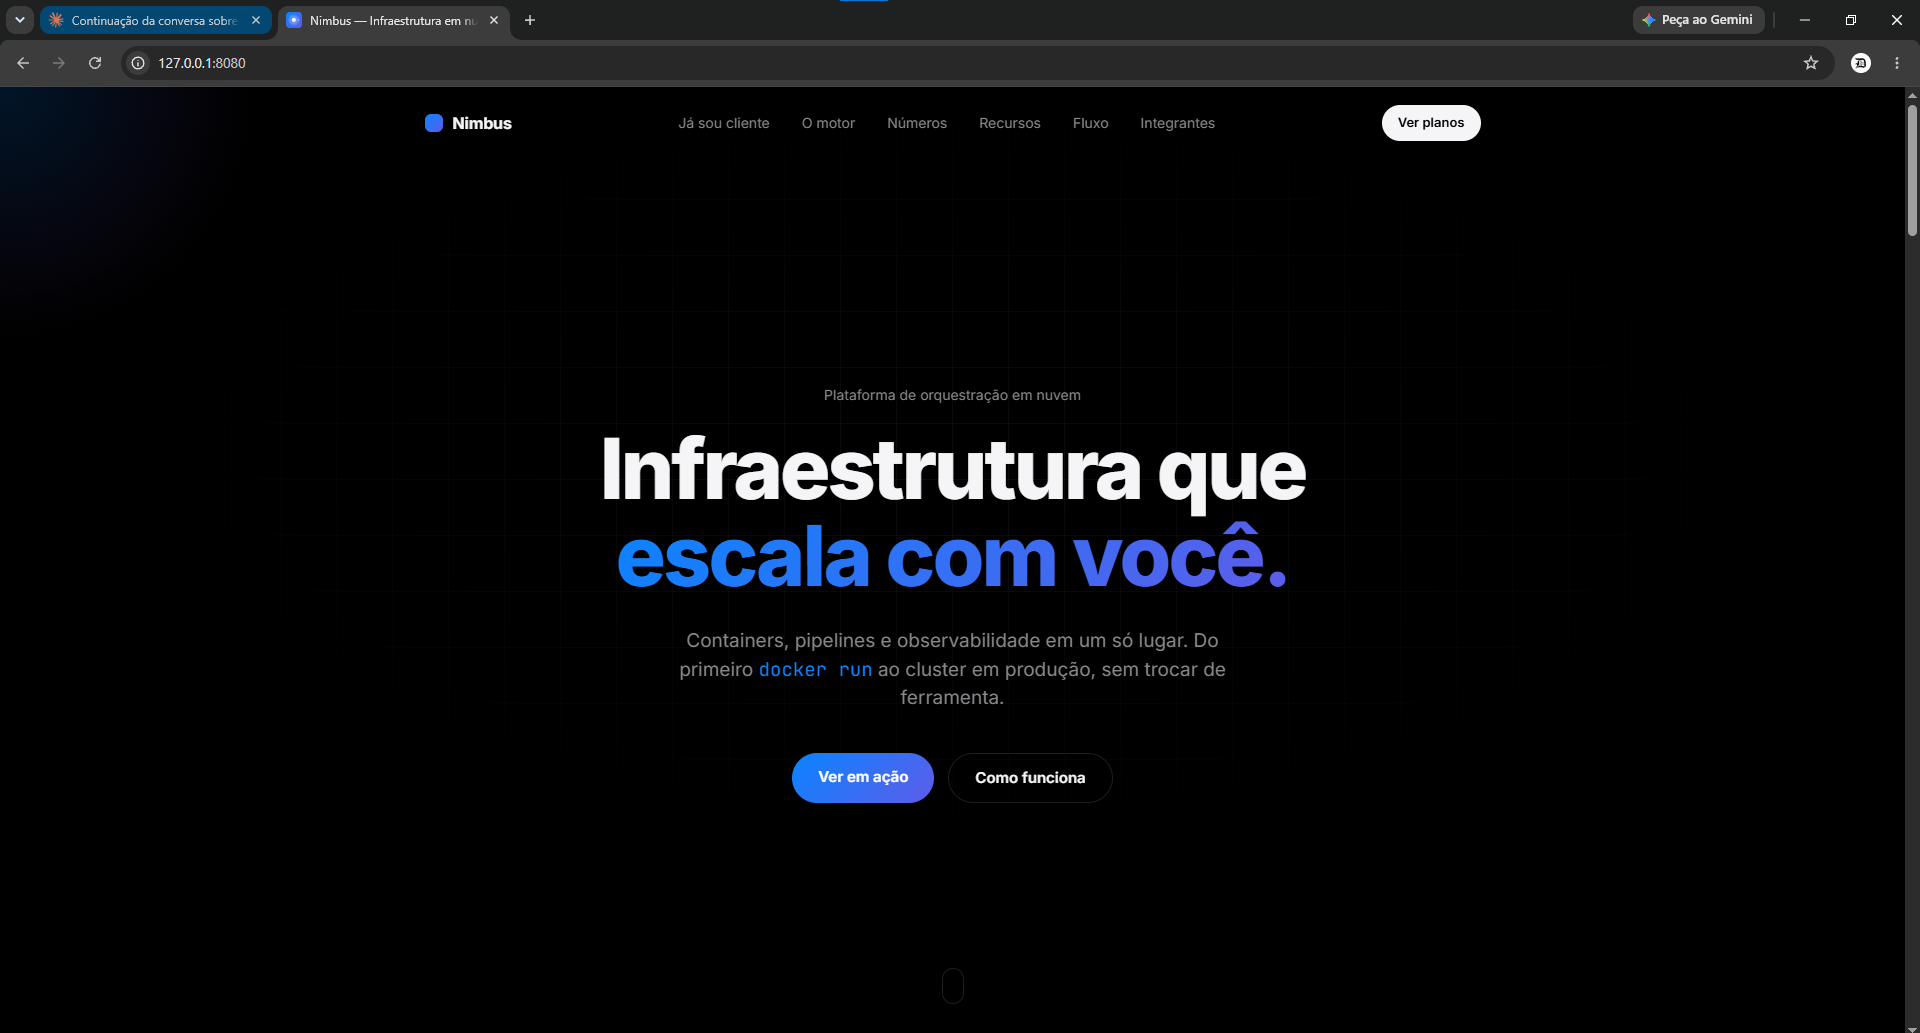 Continuação da conversa sobre
Nimbus — Infraestrutura em nu
Peça ao Gemini
127.0.0.1:8080
Nimbus
Já sou cliente
O motor
Números
Recursos
Fluxo
Integrantes
Ver planos
Plataforma de orquestração em nuvem
Infraestrutura que
escala com você.
Containers, pipelines e observabilidade em um só lugar. Do
primeiro docker run ao cluster em produção, sem trocar de
ferramenta.
Ver em ação
Como funciona